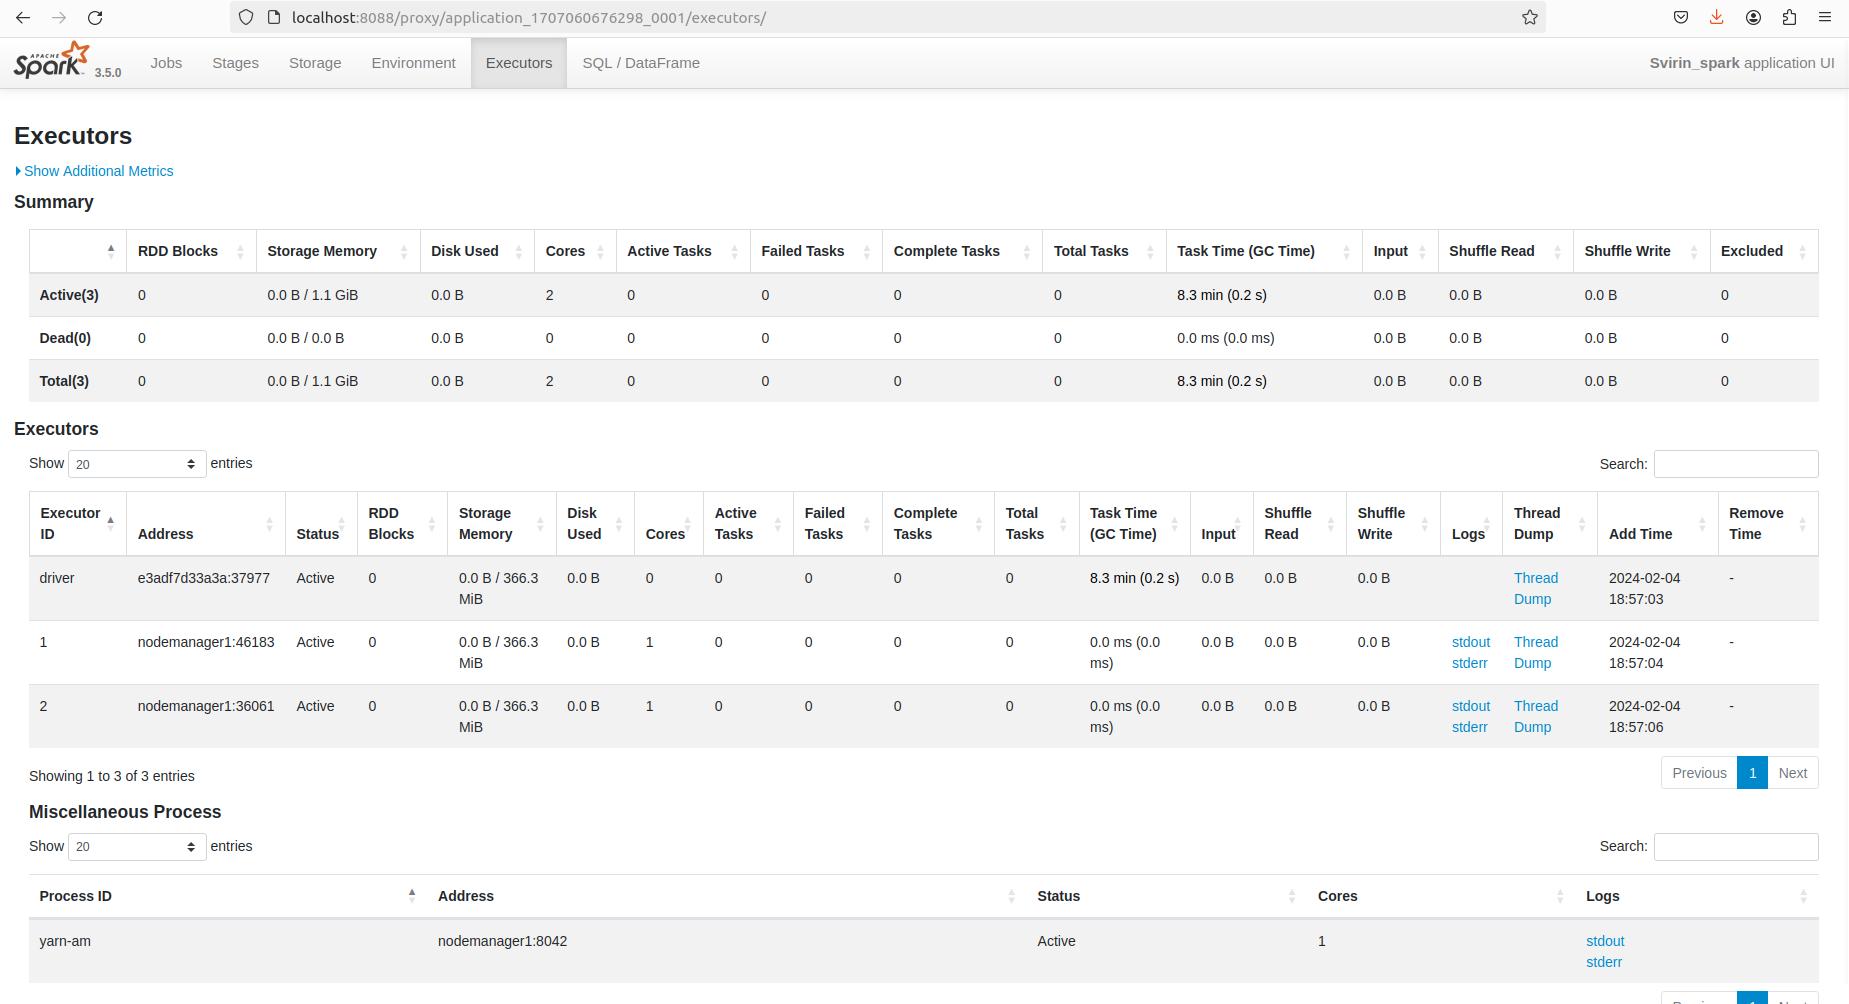 localhost:8088/proxy/application_1707060676298_0001/executors/
APACHE Spark 3.5.0 Jobs Stages Storage Environment Executors SQL / DataFrame Svirin_spark application UI
Executors
Show Additional Metrics
Summary
RDD Blocks Storage Memory Disk Used Cores Active Tasks Failed Tasks Complete Tasks Total Tasks Task Time (GC Time) Input Shuffle Read Shuffle Write Excluded
Active(3) 0 0.0 B / 1.1 GiB 0.0 B 2 0 0 0 0 8.3 min (0.2 s) 0.0 B 0.0 B 0.0 B 0
Dead(0) 0 0.0 B / 0.0 B 0.0 B 0 0 0 0 0 0.0 ms (0.0 ms) 0.0 B 0.0 B 0.0 B 0
Total(3) 0 0.0 B / 1.1 GiB 0.0 B 2 0 0 0 0 8.3 min (0.2 s) 0.0 B 0.0 B 0.0 B 0
Executors
Show 20 entries Search:
Executor RDD Storage Disk Active Failed Complete Total Task Time Shuffle Shuffle Thread Remove
ID Address Status Blocks Memory Used Cores Tasks Tasks Tasks Tasks (GC Time) Input Read Write Logs Dump Add Time Time
driver e3adf7d33a3a:37977 Active 0 0.0 B / 366.3 0.0 B 0 0 0 0 0 8.3 min (0.2 s) 0.0 B 0.0 B 0.0 B Thread 2024-02-04 -
MiB Dump 18:57:03
1 nodemanager1:46183 Active 0 0.0 B / 366.3 0.0 B 1 0 0 0 0 0.0 ms (0.0 0.0 B 0.0 B 0.0 B stdout Thread 2024-02-04 -
MiB ms) stderr Dump 18:57:04
2 nodemanager1:36061 Active 0 0.0 B / 366.3 0.0 B 1 0 0 0 0 0.0 ms (0.0 0.0 B 0.0 B 0.0 B stdout Thread 2024-02-04 -
MiB ms) stderr Dump 18:57:06
Showing 1 to 3 of 3 entries Previous 1 Next
Miscellaneous Process
Show 20 entries Search:
Process ID Address Status Cores Logs
yarn-am nodemanager1:8042 Active 1 stdout
stderr